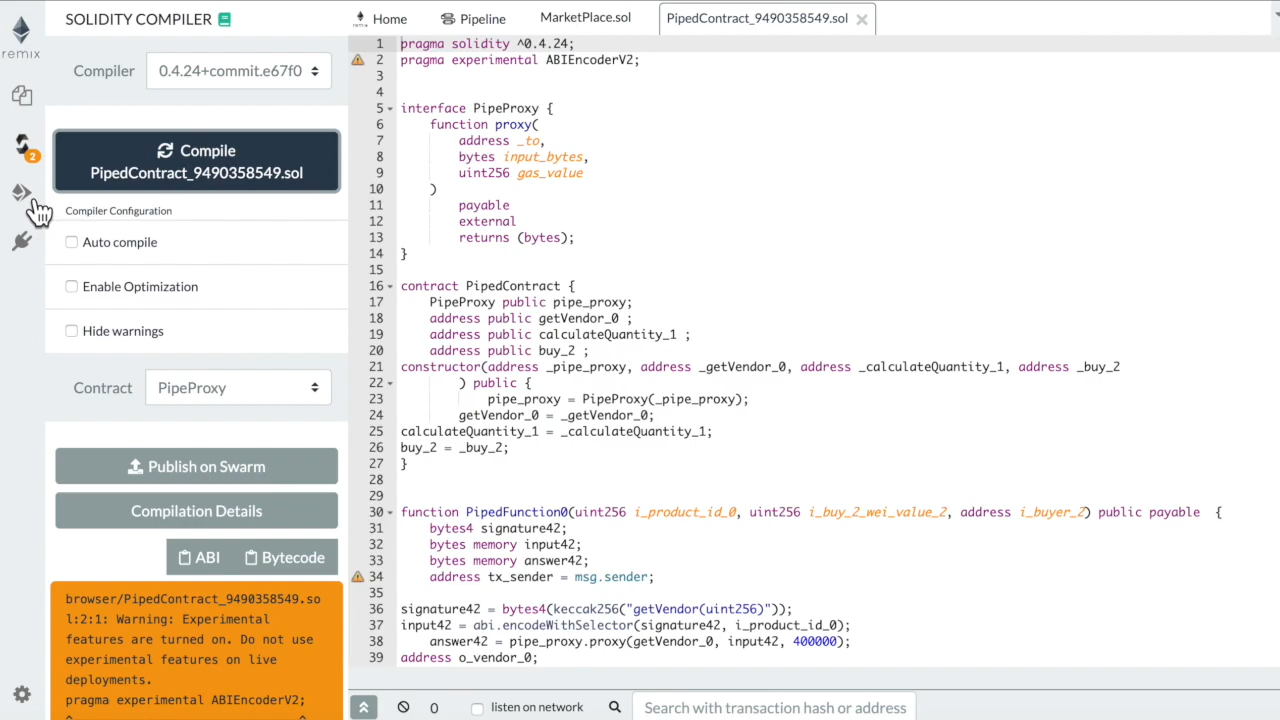 SOLIDITY COMPILER
remix
Compiler
0.4.24+commit.e67f0
Compile
PipedContract_9490358549.sol
2
Compiler Configuration
Auto compile
Enable Optimization
Hide warnings
Contract
PipeProxy
Publish on Swarm
Compilation Details
ABI
Bytecode
browser/PipedContract_9490358549.so
l:2:1: Warning: Experimental
features are turned on. Do not use
experimental features on live
deployments.
pragma experimental ABIEncoderV2;
^                               ^
Home
Pipeline
MarketPlace.sol
PipedContract_9490358549.sol
1 pragma solidity ^0.4.24;
2 pragma experimental ABIEncoderV2;
3
4
5 interface PipeProxy {
6 function proxy(
7 address _to,
8 bytes input_bytes,
9 uint256 gas_value
10 )
11 payable
12 external
13 returns (bytes);
14 }
15
16 contract PipedContract {
17 PipeProxy public pipe_proxy;
18 address public getVendor_0 ;
19 address public calculateQuantity_1 ;
20 address public buy_2 ;
21 constructor(address _pipe_proxy, address _getVendor_0, address _calculateQuantity_1, address _buy_2
22 ) public {
23 pipe_proxy = PipeProxy(_pipe_proxy);
24 getVendor_0 = _getVendor_0;
25 calculateQuantity_1 = _calculateQuantity_1;
26 buy_2 = _buy_2;
27 }
28
29
30 function PipedFunction0(uint256 i_product_id_0, uint256 i_buy_2_wei_value_2, address i_buyer_2) public payable  {
31 bytes4 signature42;
32 bytes memory input42;
33 bytes memory answer42;
34 address tx_sender = msg.sender;
35
36 signature42 = bytes4(keccak256("getVendor(uint256)"));
37 input42 = abi.encodeWithSelector(signature42, i_product_id_0);
38 answer42 = pipe_proxy.proxy(getVendor_0, input42, 400000);
39 address o_vendor_0;
0
listen on network
Search with transaction hash or address